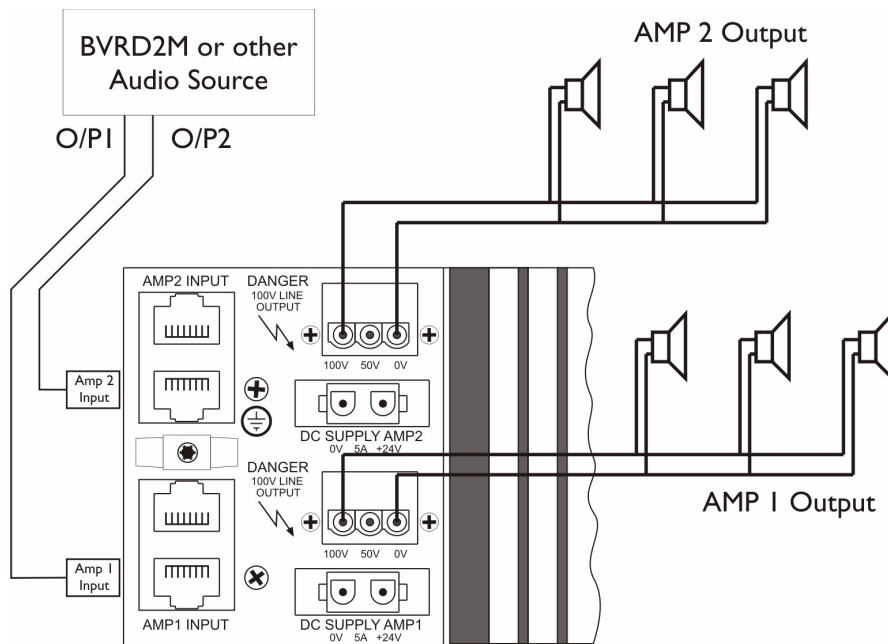 BVRD2M or other
Audio Source
O/P1
O/P2
AMP 2 Output
AMP2 INPUT
DANGER
100V LINE
OUTPUT
100V 50V 0V
Amp 2
Input
DC SUPPLY AMP2
0V 5A +24V
DANGER
100V LINE
OUTPUT
100V 50V 0V
AMP 1 Output
Amp 1
Input
AMP1 INPUT
DC SUPPLY AMP1
0V 5A +24V